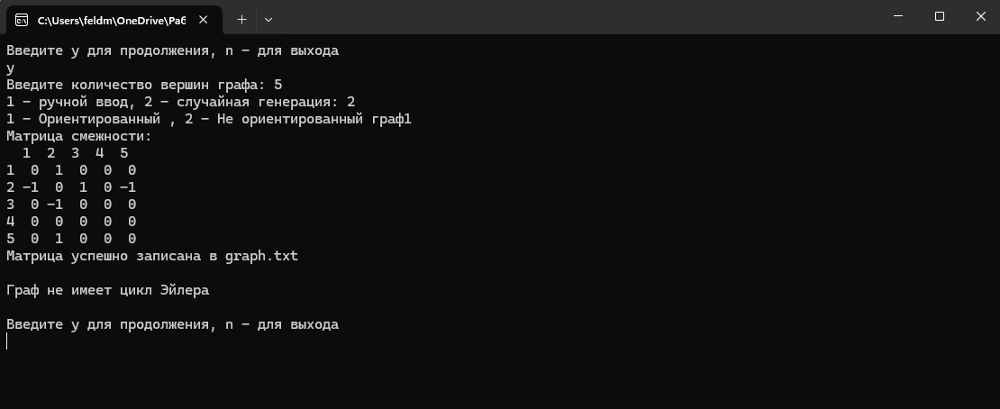 C:\Users\feldm\OneDrive\Раб
Введите y для продолжения, n - для выхода
y
Введите количество вершин графа: 5
1 - ручной ввод, 2 - случайная генерация: 2
1 - Ориентированный , 2 - Не ориентированный граф1
Матрица смежности:
1 2 3 4 5
1 0 1 0 0 0
2 -1 0 1 0 -1
3 0 -1 0 0 0
4 0 0 0 0 0
5 0 1 0 0 0
Матрица успешно записана в graph.txt
Граф не имеет цикл Эйлера
Введите y для продолжения, n - для выхода